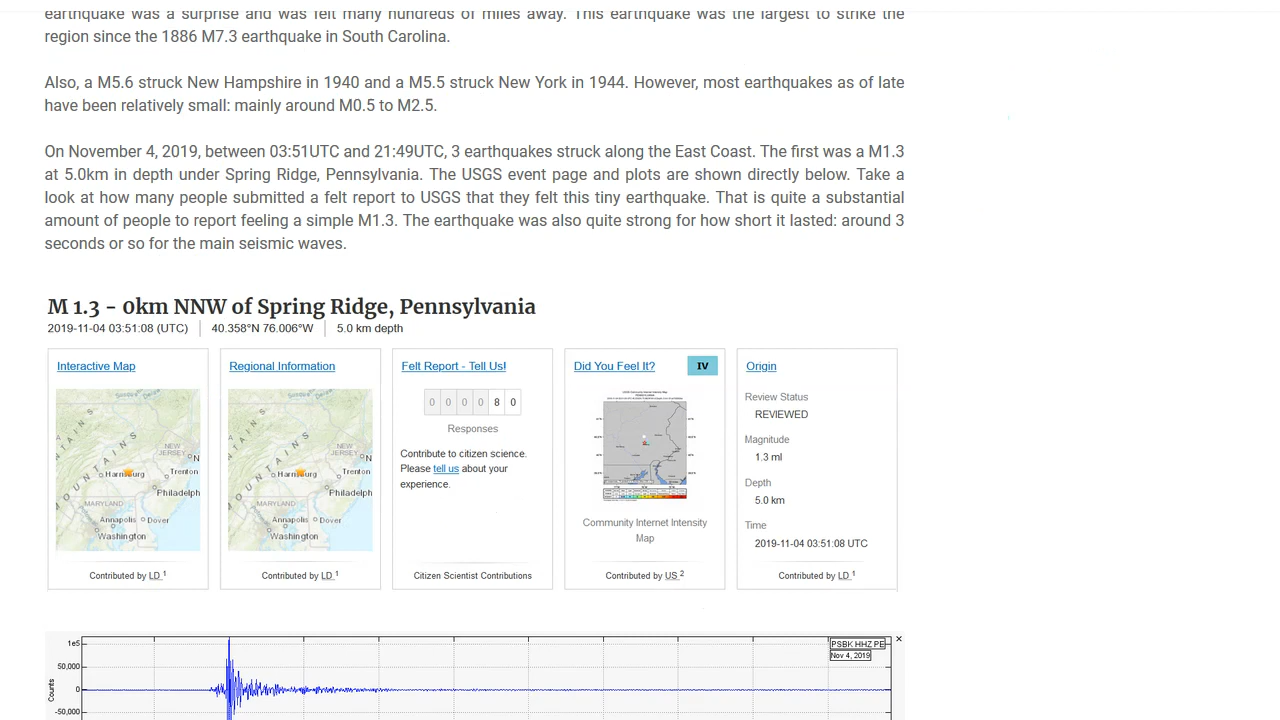 earthquake was a surprise and was felt many hundreds of miles away. This earthquake was the largest to strike the
region since the 1886 M7.3 earthquake in South Carolina.
Also, a M5.6 struck New Hampshire in 1940 and a M5.5 struck New York in 1944. However, most earthquakes as of late
have been relatively small: mainly around M0.5 to M2.5.
On November 4, 2019, between 03:51UTC and 21:49UTC, 3 earthquakes struck along the East Coast. The first was a M1.3
at 5.0km in depth under Spring Ridge, Pennsylvania. The USGS event page and plots are shown directly below. Take a
look at how many people submitted a felt report to USGS that they felt this tiny earthquake. That is quite a substantial
amount of people to report feeling a simple M1.3. The earthquake was also quite strong for how short it lasted: around 3
seconds or so for the main seismic waves.
M 1.3 - 0km NNW of Spring Ridge, Pennsylvania
2019-11-04 03:51:08 (UTC) 40.358°N 76.006°W 5.0 km depth
Interactive Map
NEW
JERSEY
Trenton
Philadelph
MARYLAND
Annapolis Dover
Washington
Contributed by LD 1
Regional Information
NEW
JERSEY
Trenton
Philadelph
MARYLAND
Annapolis Dover
Washington
Contributed by LD 1
Felt Report - Tell Us!
0 0 0 0 8 0
Responses
Contribute to citizen science.
Please tell us about your
experience.
Citizen Scientist Contributions
Did You Feel It? IV
Community Internet Intensity
Map
Contributed by US 2
Origin
Review Status
REVIEWED
Magnitude
1.3 ml
Depth
5.0 km
Time
2019-11-04 03:51:08 UTC
Contributed by LD 1
PSBK HHZ PE
Nov 4, 2019
1e5
50,000
0
-50,000
Counts